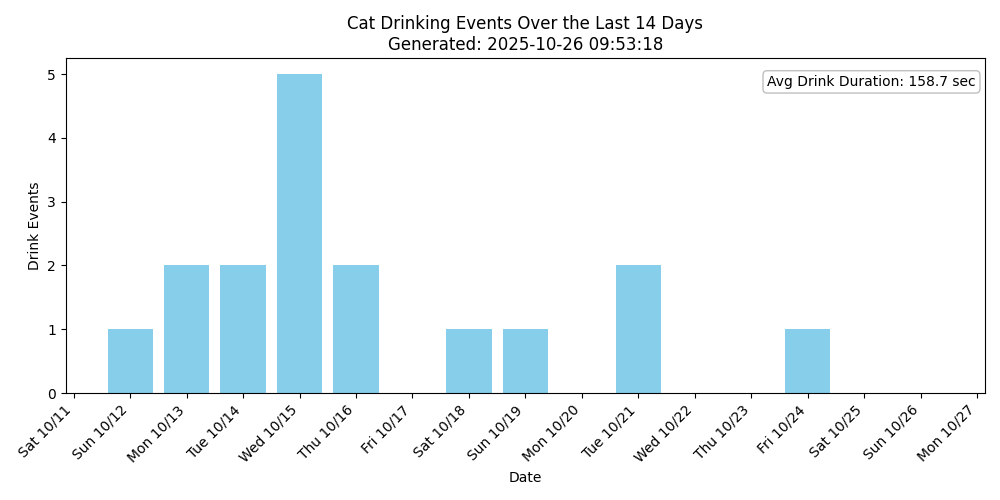 Cat Drinking Events Over the Last 14 Days
Generated: 2025-10-26 09:53:18
Avg Drink Duration: 158.7 sec
Drink Events
5
4
3
2
1
0
Sat 10/11
Sun 10/12
Mon 10/13
Tue 10/14
Wed 10/15
Thu 10/16
Fri 10/17
Sat 10/18
Sun 10/19
Mon 10/20
Tue 10/21
Wed 10/22
Thu 10/23
Fri 10/24
Sat 10/25
Sun 10/26
Mon 10/27
Date